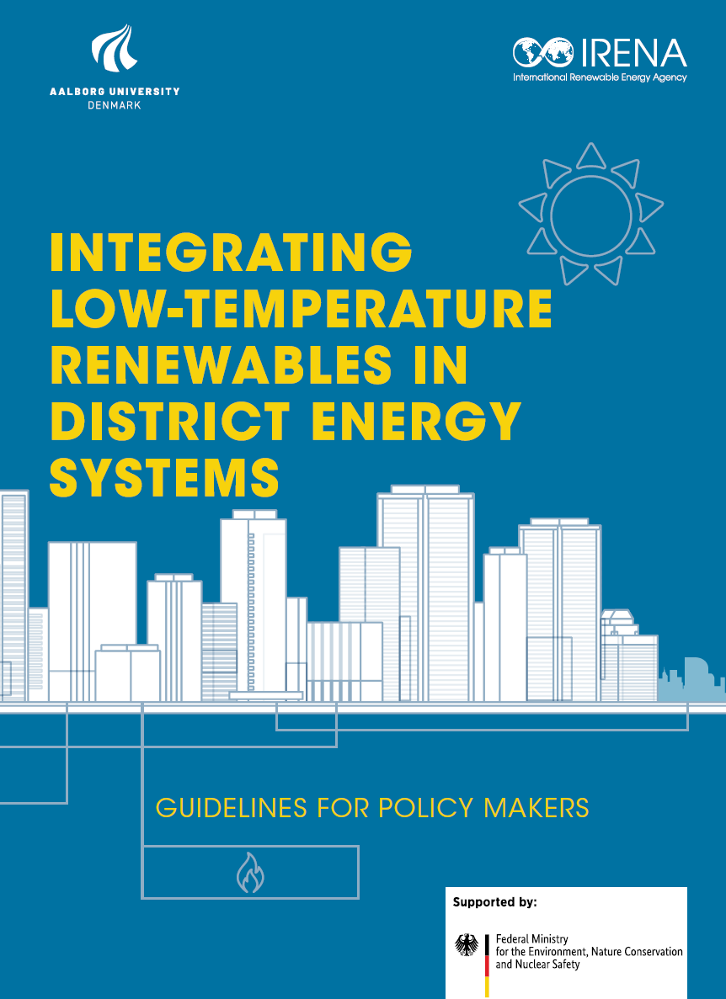 AALBORG UNIVERSITY
DENMARK
IRENA
International Renewable Energy Agency
INTEGRATING
LOW-TEMPERATURE
RENEWABLES IN
DISTRICT ENERGY
SYSTEMS
GUIDELINES FOR POLICY MAKERS
Supported by:
Federal Ministry
for the Environment, Nature Conservation
and Nuclear Safety